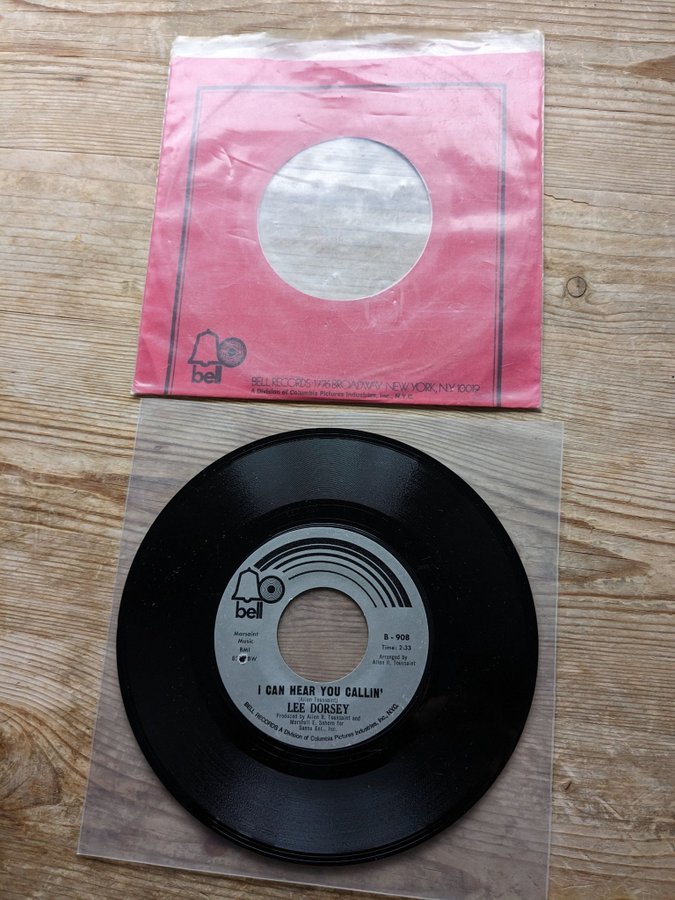 bell
BELL RECORDS 1776 BROADWAY NEW YORK, N.Y. 10019
A Division of Columbia Pictures Industries, Inc., N.Y.C.
bell
B - 908
Time: 2:33
Arranged by
Allen R. Toussaint
Marsaint
Music
BMI
I CAN HEAR YOU CALLIN'
(Allen Toussaint)
LEE DORSEY
Produced by Allen R. Toussaint and
Marshall E. Sehorn for
Sansu Ent., Inc.
BELL RECORDS A Division of Columbia Pictures Industries, Inc., NYC